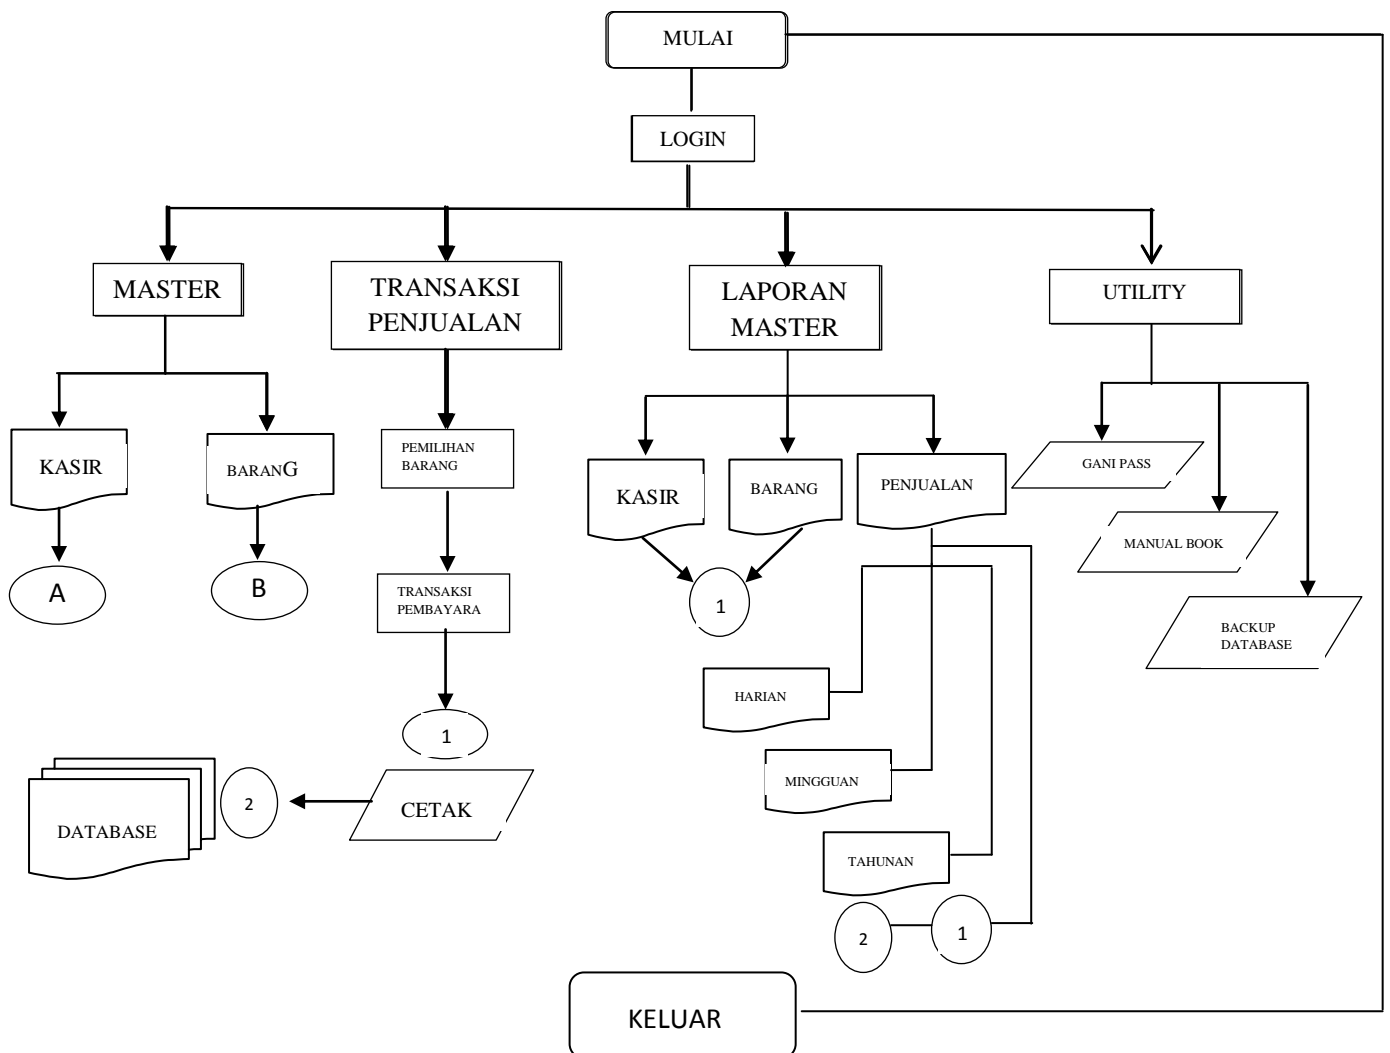 MULAI
LOGIN
MASTER
TRANSAKSI
PENJUALAN
LAPORAN
MASTER
UTILITY
KASIR
BARANG
PEMILIHAN
BARANG
KASIR
BARANG
PENJUALAN
GANI PASS
MANUAL BOOK
A
B
TRANSAKSI
PEMBAYARA
1
BACKUP
DATABASE
HARIAN
1
MINGGUAN
DATABASE
2
CETAK
TAHUNAN
2
1
KELUAR